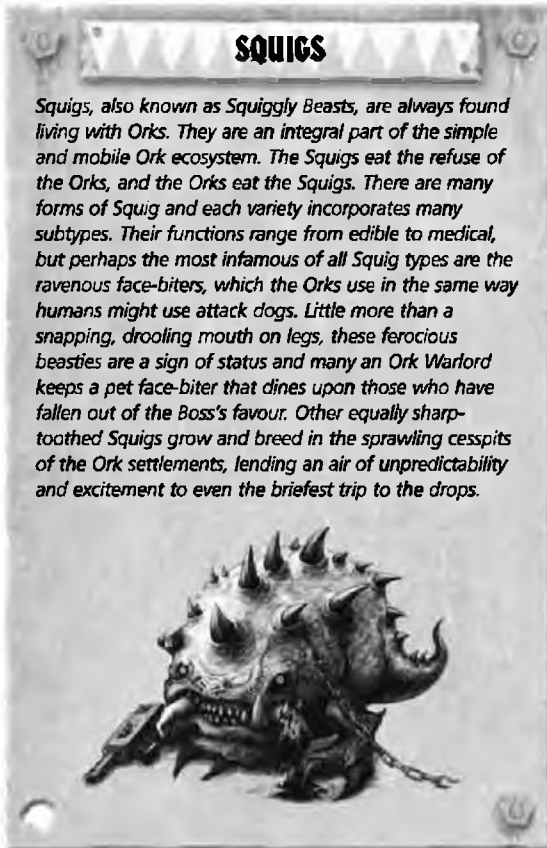 SQUIGS
Squigs, also known as Squiggly Beasts, are always found
living with Orks. They are an integral part of the simple
and mobile Ork ecosystem. The Squigs eat the refuse of
the Orks, and the Orks eat the Squigs. There are many
forms of Squig and each variety incorporates many
subtypes. Their functions range from edible to medical,
but perhaps the most infamous of all Squig types are the
ravenous face-biters, which the Orks use in the same way
humans might use attack dogs. Little more than a
snapping, drooling mouth on legs, these ferocious
beasties are a sign of status and many an Ork Warlord
keeps a pet face-biter that dines upon those who have
fallen out of the Boss's favour. Other equally sharp-
toothed Squigs grow and breed in the sprawling cesspits
of the Ork settlements, lending an air of unpredictability
and excitement to even the briefest trip to the drops.